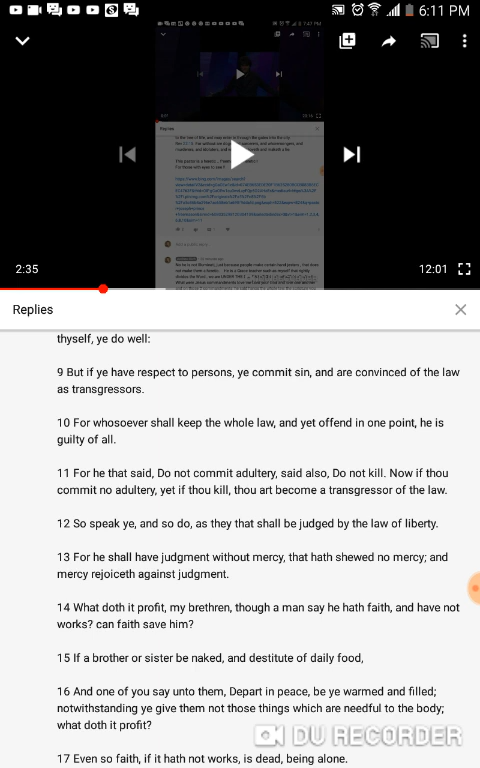 6:11 PM
2:35
12:01
Replies
thyself, ye do well:
9 But if ye have respect to persons, ye commit sin, and are convinced of the law
as transgressors.
10 For whosoever shall keep the whole law, and yet offend in one point, he is
guilty of all.
11 For he that said, Do not commit adultery, said also, Do not kill. Now if thou
commit no adultery, yet if thou kill, thou art become a transgressor of the law.
12 So speak ye, and so do, as they that shall be judged by the law of liberty.
13 For he shall have judgment without mercy, that hath shewed no mercy; and
mercy rejoiceth against judgment.
14 What doth it profit, my brethren, though a man say he hath faith, and have not
works? can faith save him?
15 If a brother or sister be naked, and destitute of daily food,
16 And one of you say unto them, Depart in peace, be ye warmed and filled;
notwithstanding ye give them not those things which are needful to the body;
what doth it profit?
DU RECORDER
17 Even so faith, if it hath not works, is dead, being alone.